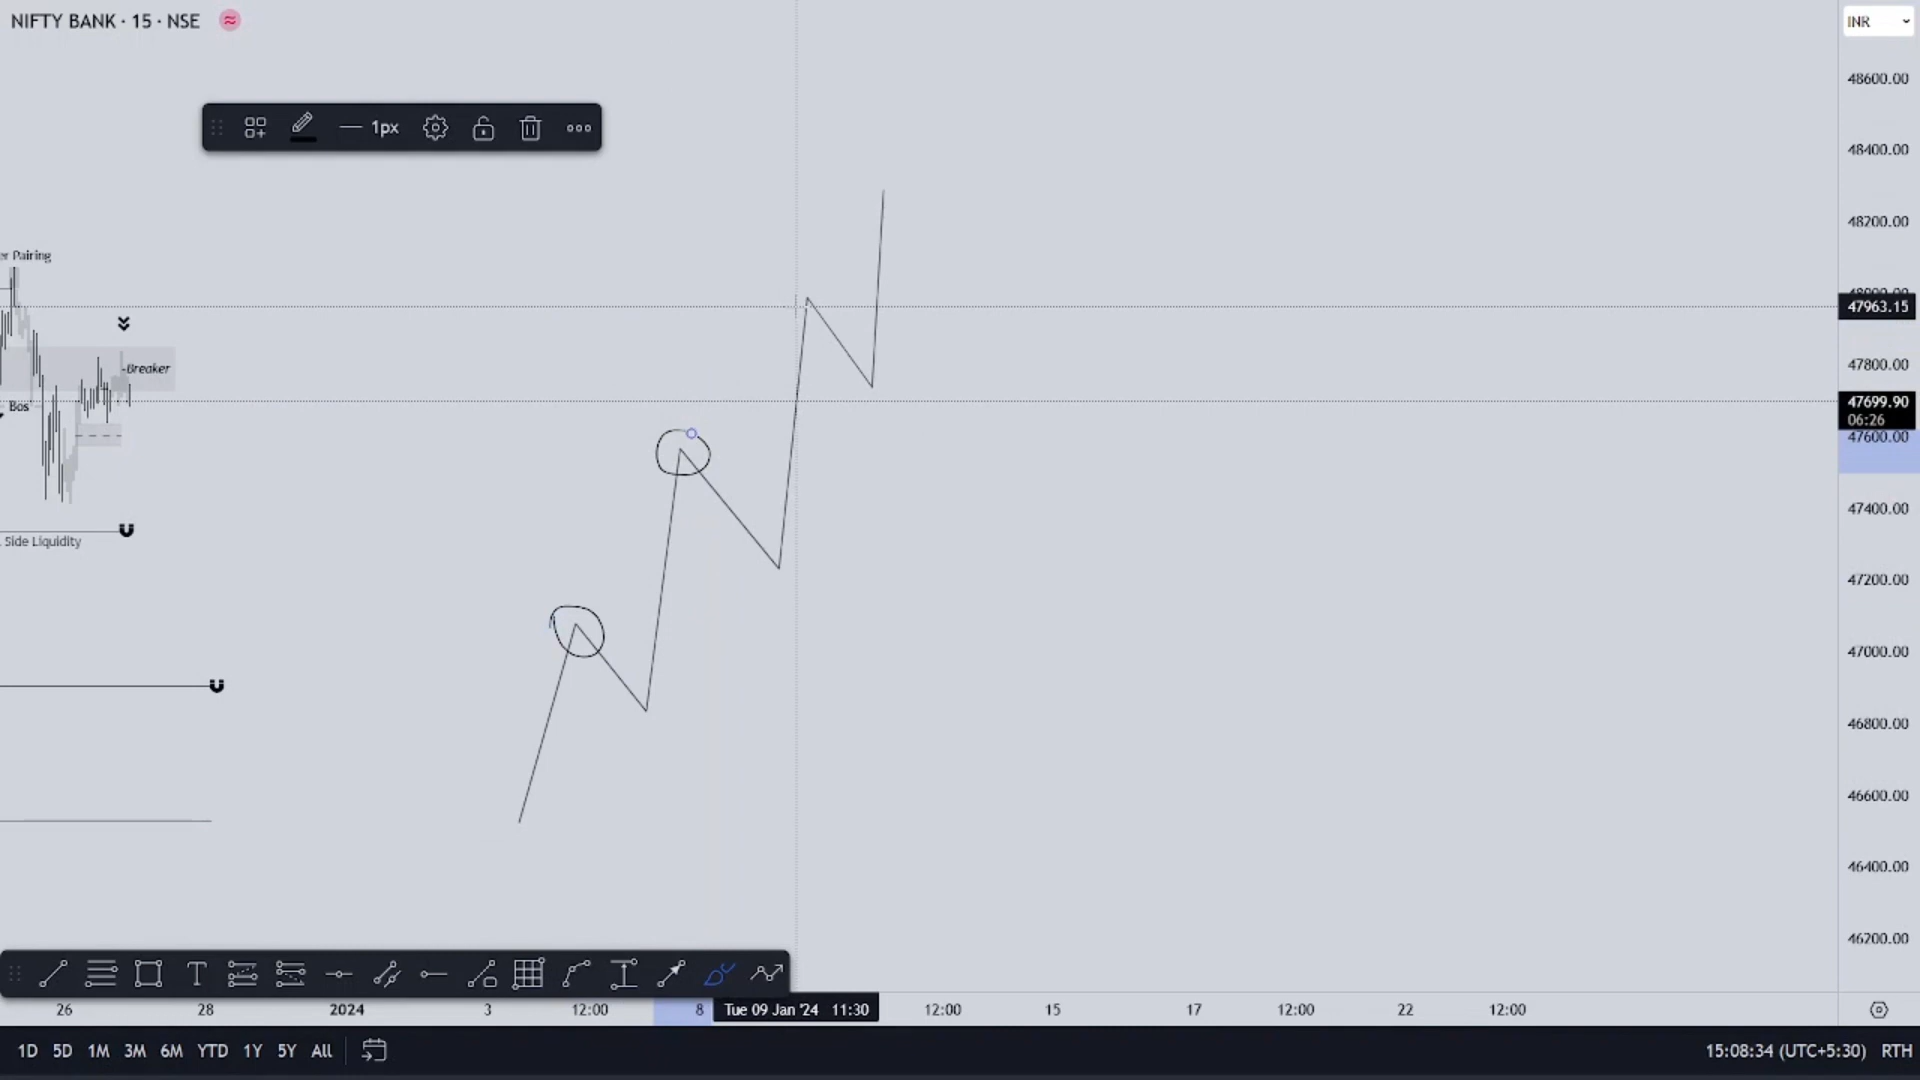 NIFTY BANK · 15 · NSE
INR
48600.00
1px
48400.00
48200.00
er Pairing
47963.15
47800.00
-Breaker
47699.90
06:26
Bos
47600.00
47400.00
Side Liquidity
47200.00
47000.00
46800.00
46600.00
46400.00
46200.00
26 28 2024 3 12:00 8 Tue 09 Jan '24 11:30 12:00 15 17 12:00 22 12:00
1D 5D 1M 3M 6M YTD 1Y 5Y All 15:08:34 (UTC+5:30) RTH